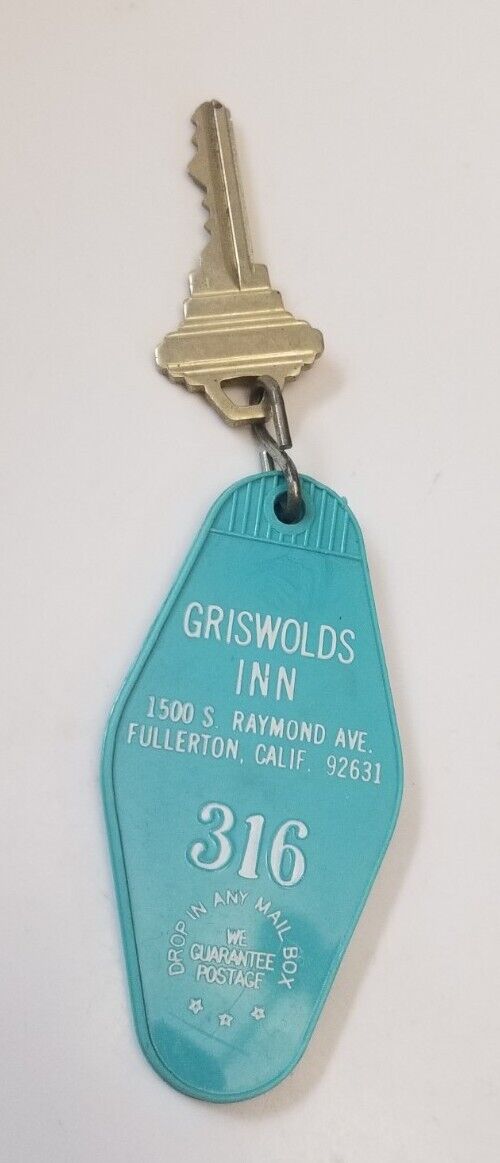 GRISWOLDS
INN
1500 S. RAYMOND AVE.
FULLERTON, CALIF. 92631
316
DROP IN ANY MAIL BOX
WE
GUARANTEE
POSTAGE